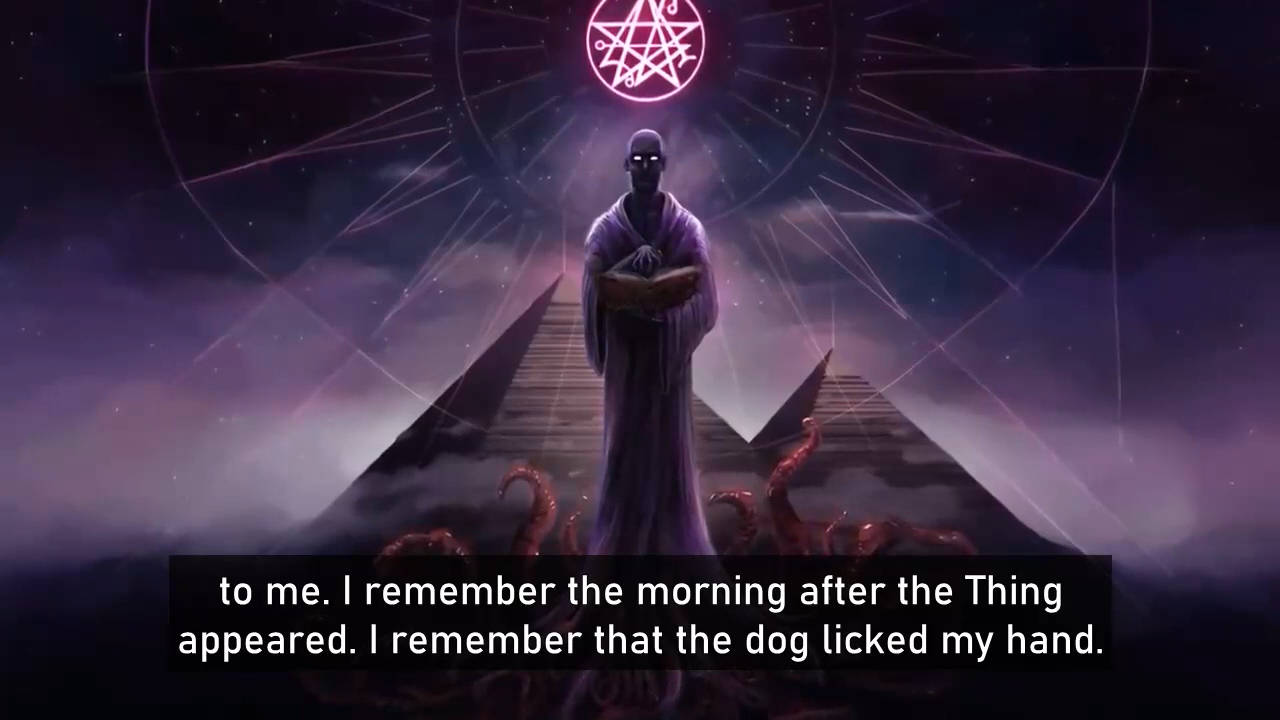 to me. I remember the morning after the Thing
appeared. I remember that the dog licked my hand.